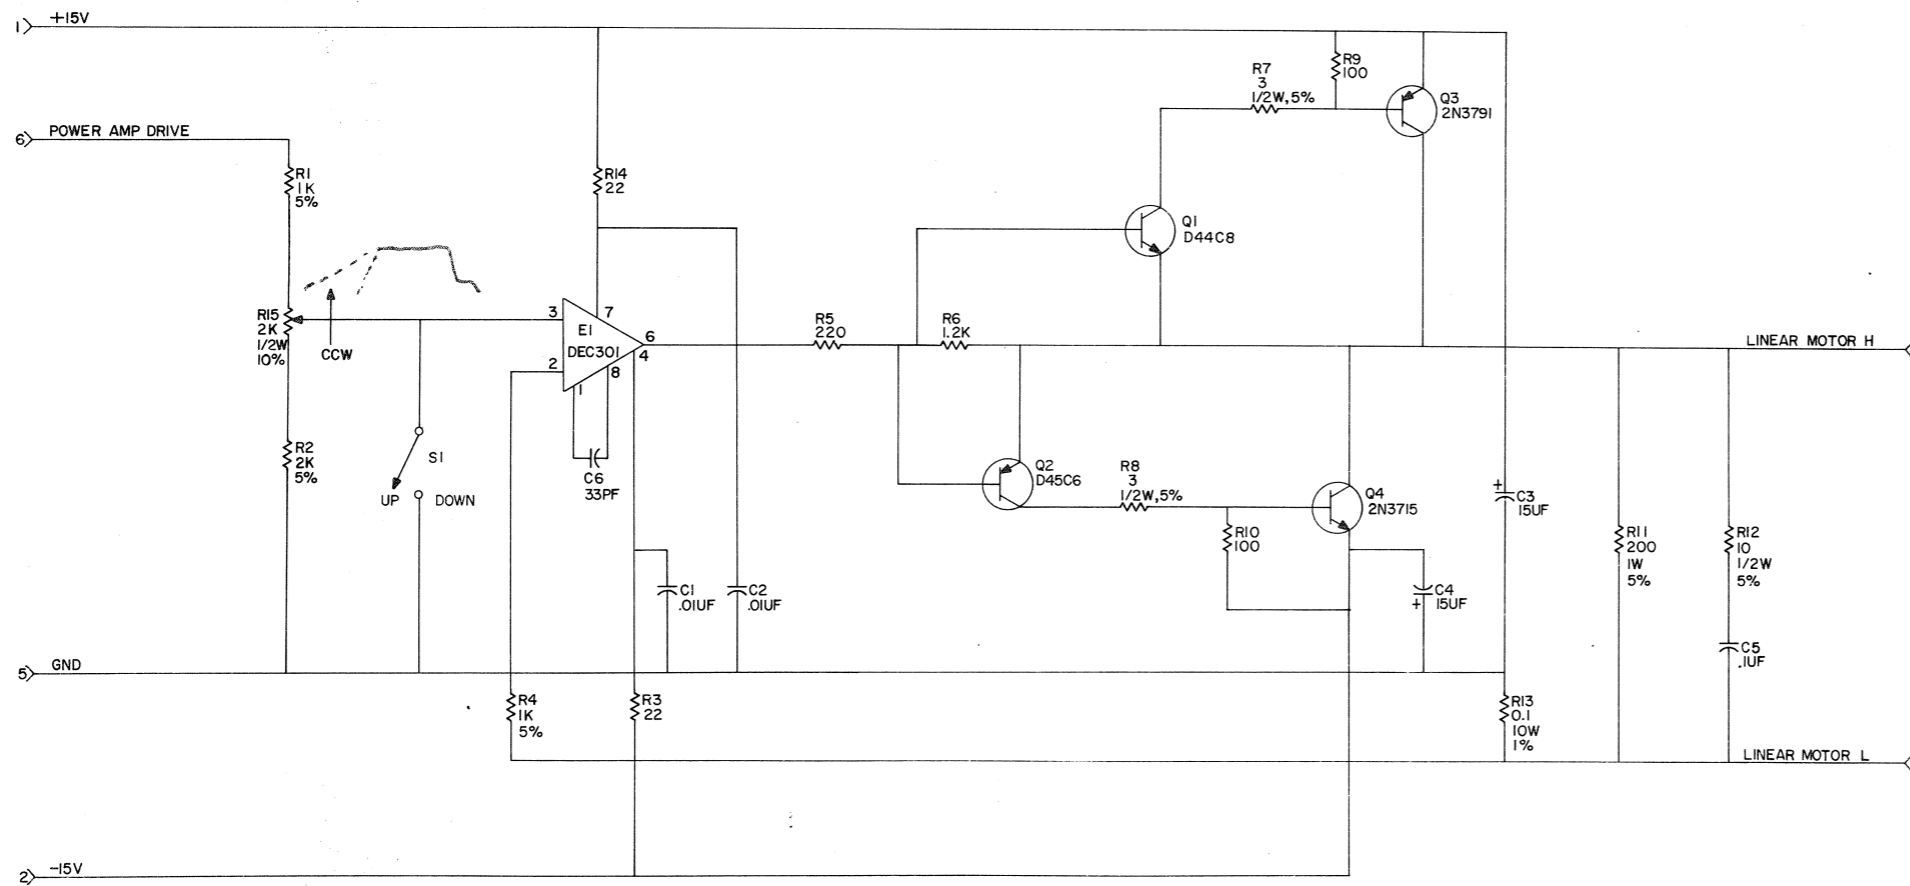 1
+15V
6
POWER AMP DRIVE
R1
1K
5%
R15
2K
1/2W
10%
CCW
R2
2K
5%
S1
UP
DOWN
R14
22
3
7
E1
DEC301
6
4
2
8
1
C6
33PF
C1
.01UF
C2
.01UF
R5
220
R6
1.2K
Q1
D44C8
R7
3
1/2W,5%
R9
100
Q3
2N3791
Q2
D45C6
R8
3
1/2W,5%
Q4
2N3715
R10
100
+
C3
15UF
+
C4
15UF
LINEAR MOTOR H
R11
200
1W
5%
R12
10
1/2W
5%
C5
.1UF
5
GND
R4
1K
5%
R3
22
R13
0.1
10W
1%
LINEAR MOTOR L
2
-15V